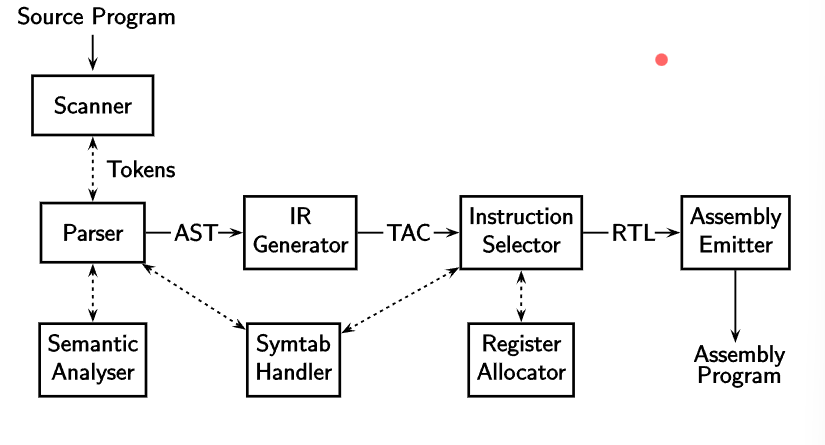 Source Program
Scanner
Tokens
Parser
AST
IR
Generator
TAC
Instruction
Selector
RTL
Assembly
Emitter
Semantic
Analyser
Symtab
Handler
Register
Allocator
Assembly
Program